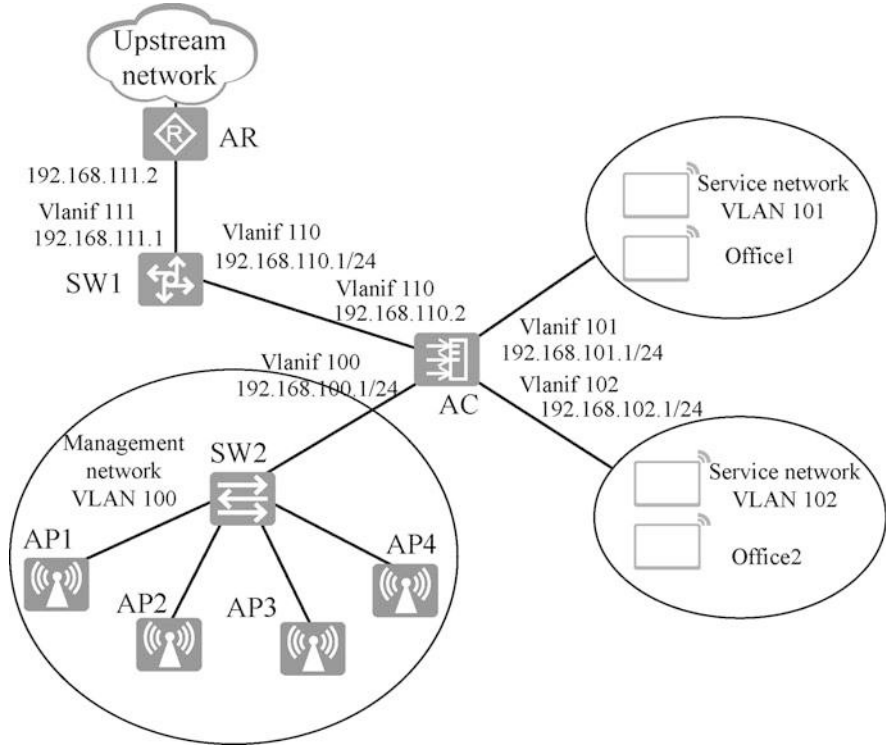 Upstream
network
R
AR
192.168.111.2
Vlanif 111
192.168.111.1
SW1
Vlanif 110
192.168.110.1/24
Vlanif 110
192.168.110.2
Service network
VLAN 101
Office1
Vlanif 101
192.168.101.1/24
Vlanif 100
192.168.100.1/24
AC
Vlanif 102
192.168.102.1/24
Management
network
VLAN 100
SW2
Service network
VLAN 102
Office2
AP1
AP2
AP3
AP4